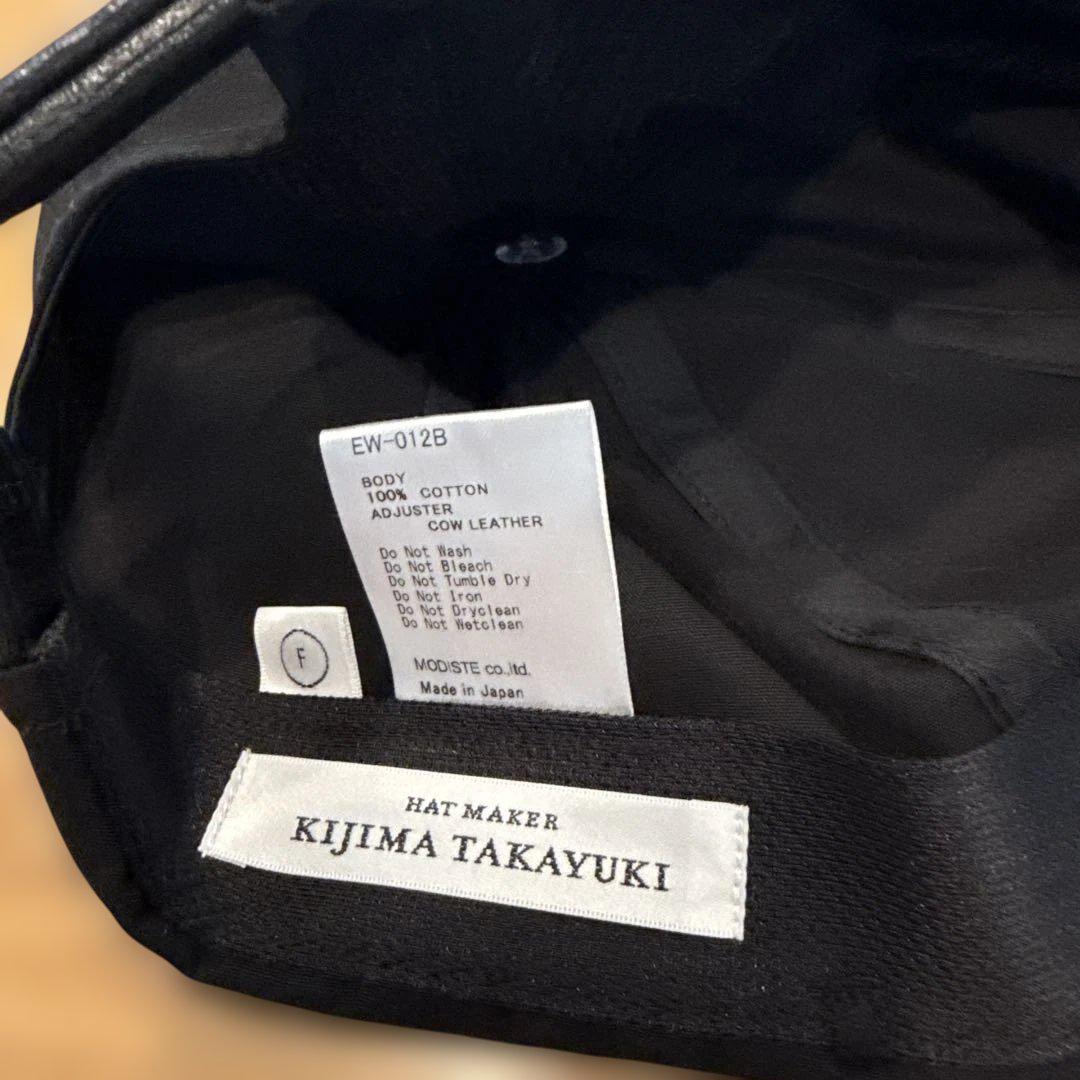 EW-012B
BODY
100% COTTON
ADJUSTER
COW LEATHER
Do Not Wash
Do Not Bleach
Do Not Tumble Dry
Do Not Iron
Do Not Dryclean
Do Not Wetclean
MODISTE co.,ltd.
Made in Japan
F
HAT MAKER
KIJIMA TAKAYUKI